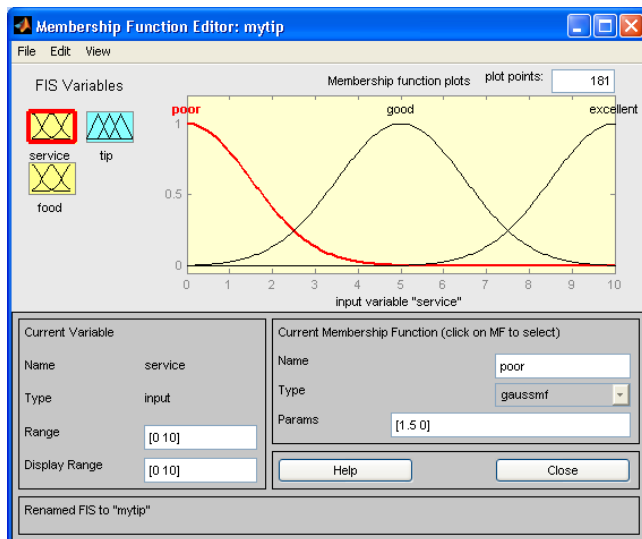 Membership Function Editor: mytip
File Edit View
FIS Variables
service
tip
food
Membership function plots
plot points:
181
poor
good
excellent
1
0.5
0
0 1 2 3 4 5 6 7 8 9 10
input variable "service"
Current Variable
Name service
Type input
Range [0 10]
Display Range [0 10]
Current Membership Function (click on MF to select)
Name poor
Type gaussmf
Params [1.5 0]
Help
Close
Renamed FIS to "mytip"